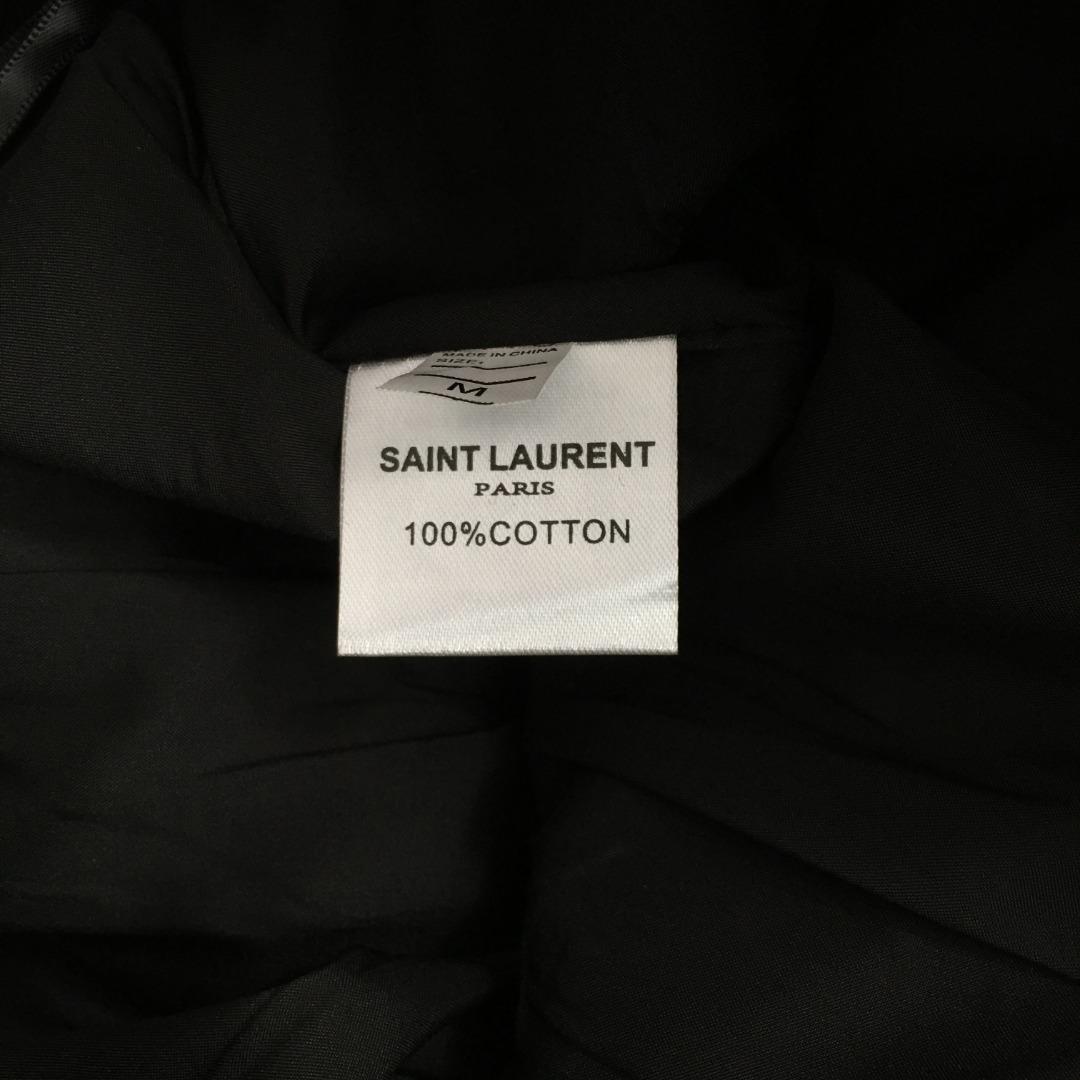 MADE IN CHINA
SIZE:
M
SAINT LAURENT
PARIS
100%COTTON